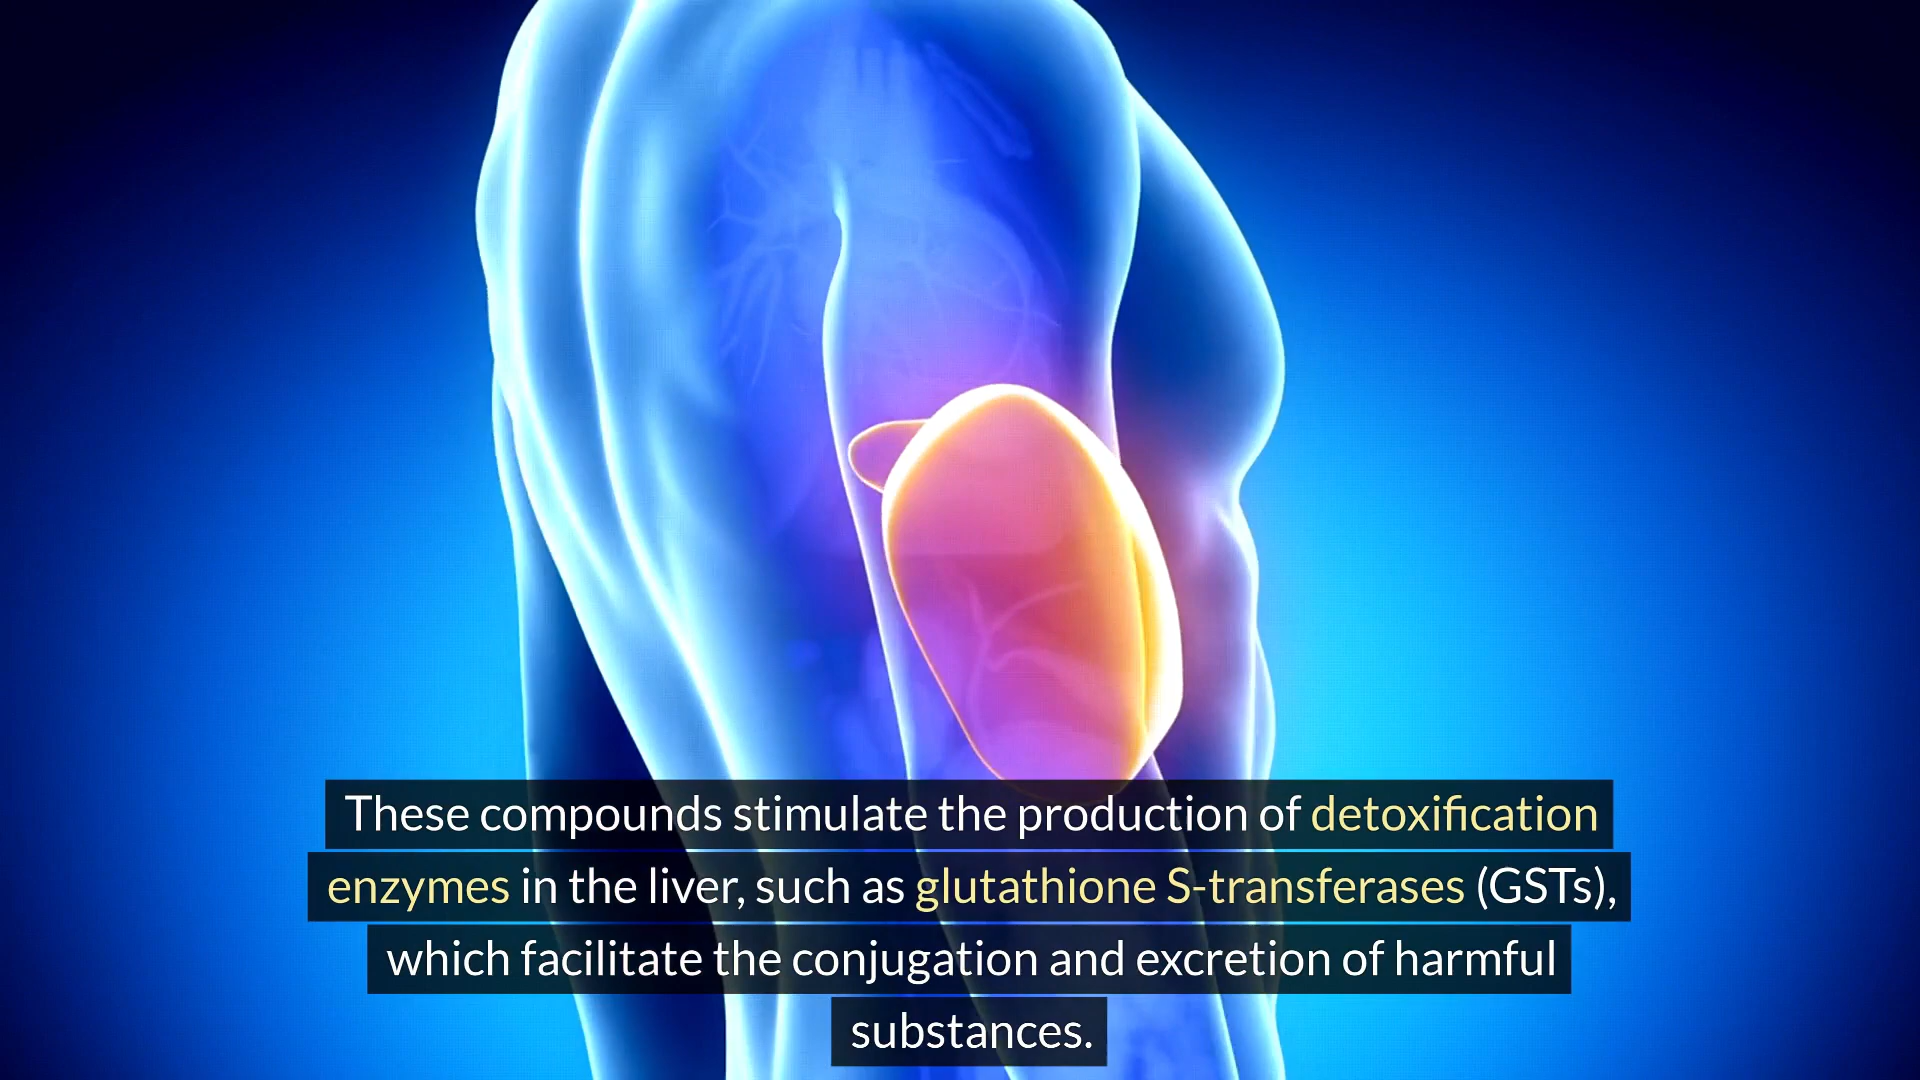 These compounds stimulate the production of detoxification
enzymes in the liver, such as glutathione S-transferases (GSTs),
which facilitate the conjugation and excretion of harmful
substances.